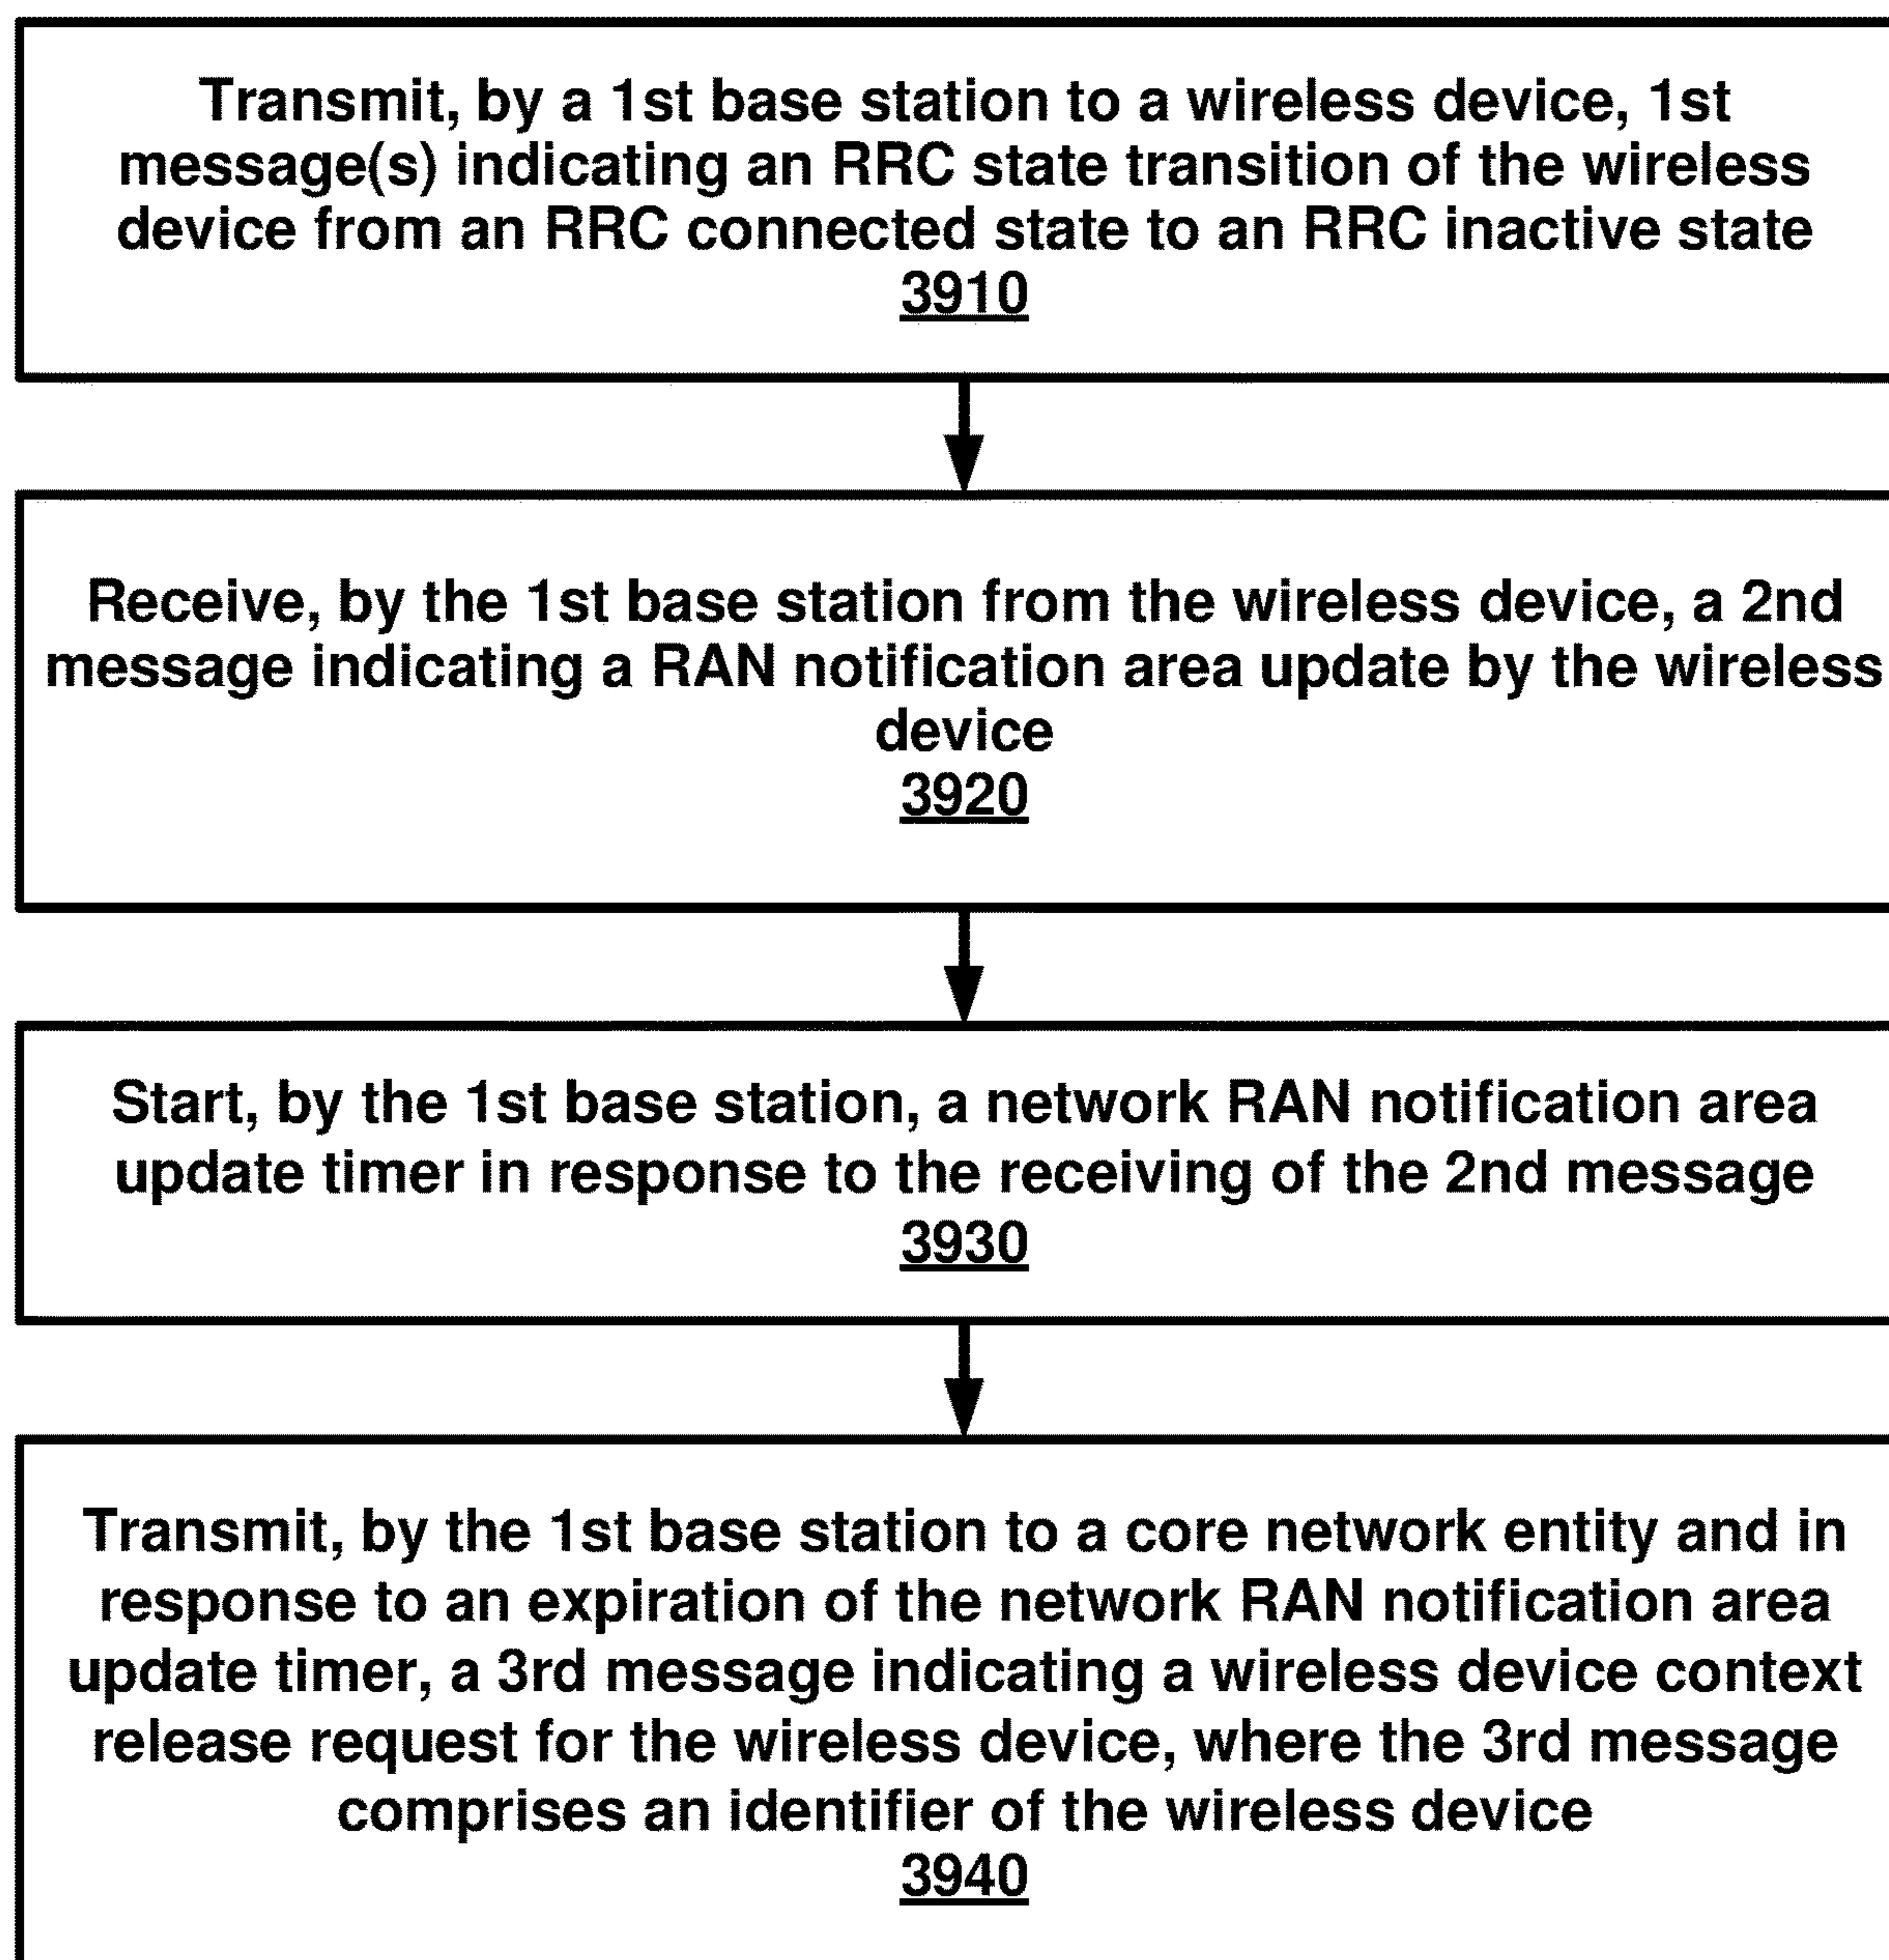 Transmit, by a 1st base station to a wireless device, 1st
message(s) indicating an RRC state transition of the wireless
device from an RRC connected state to an RRC inactive state
3910
Receive, by the 1st base station from the wireless device, a 2nd
message indicating a RAN notification area update by the wireless
device
3920
Start, by the 1st base station, a network RAN notification area
update timer in response to the receiving of the 2nd message
3930
Transmit, by the 1st base station to a core network entity and in
response to an expiration of the network RAN notification area
update timer, a 3rd message indicating a wireless device context
release request for the wireless device, where the 3rd message
comprises an identifier of the wireless device
3940